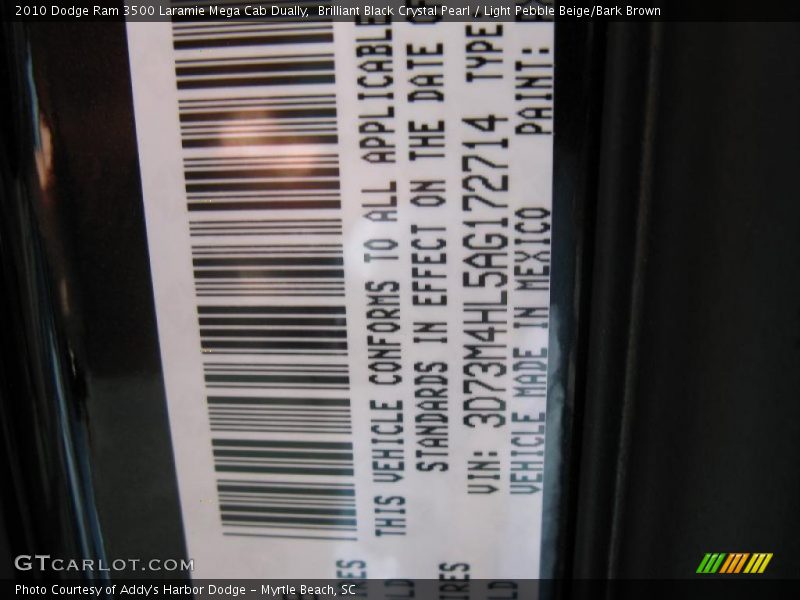 2010 Dodge Ram 3500 Laramie Mega Cab Dually,  Brilliant Black Crystal Pearl / Light Pebble Beige/Bark Brown
THIS VEHICLE CONFORMS TO ALL APPLICABLE
STANDARDS IN EFFECT ON THE DATE
VIN: 3D73M4HL5AG172714 TYPE
VEHICLE MADE IN MEXICO PAINT:
GTCARLOT.COM
Photo Courtesy of Addy's Harbor Dodge – Myrtle Beach, SC